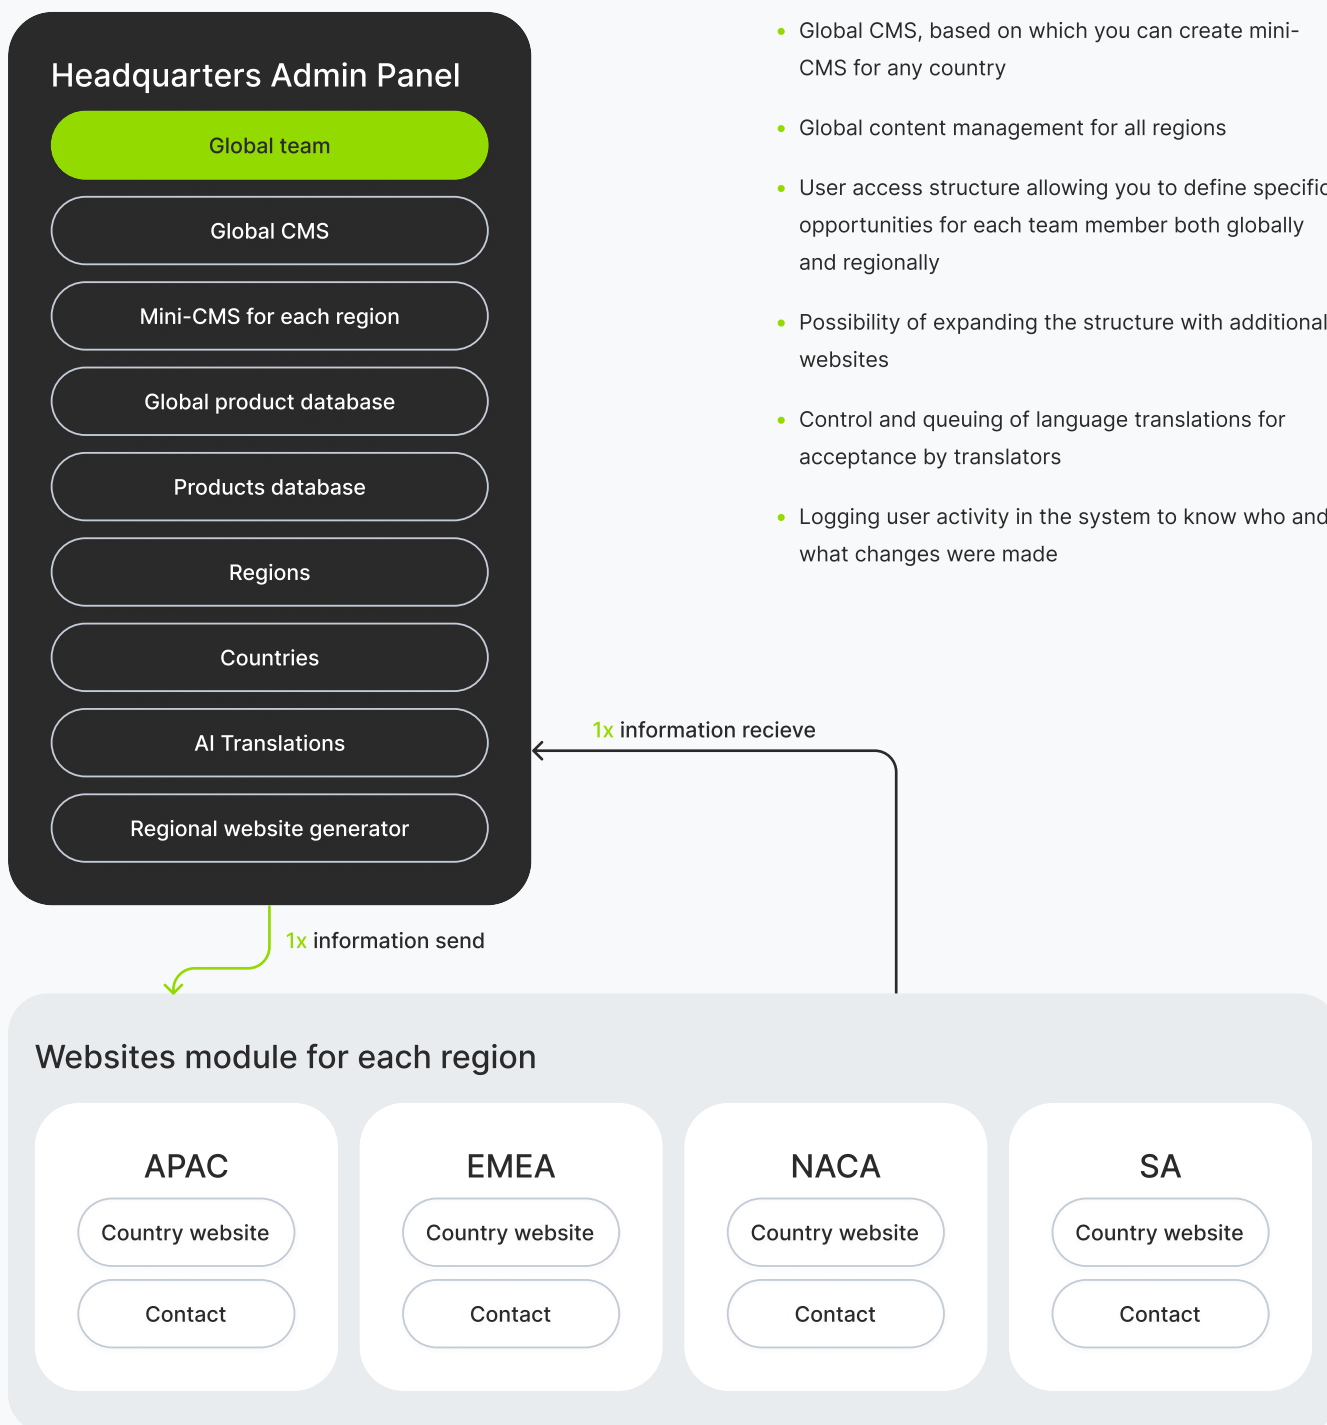 Headquarters Admin Panel
Global team
Global CMS
Mini-CMS for each region
Global product database
Products database
Regions
Countries
AI Translations
Regional website generator
Global CMS, based on which you can create mini-
CMS for any country
Global content management for all regions
User access structure allowing you to define specific
opportunities for each team member both globally
and regionally
Possibility of expanding the structure with additional
websites
Control and queuing of language translations for
acceptance by translators
Logging user activity in the system to know who and
what changes were made
1x information recieve
1x information send
Websites module for each region
APAC
Country website
Contact
EMEA
Country website
Contact
NACA
Country website
Contact
SA
Country website
Contact